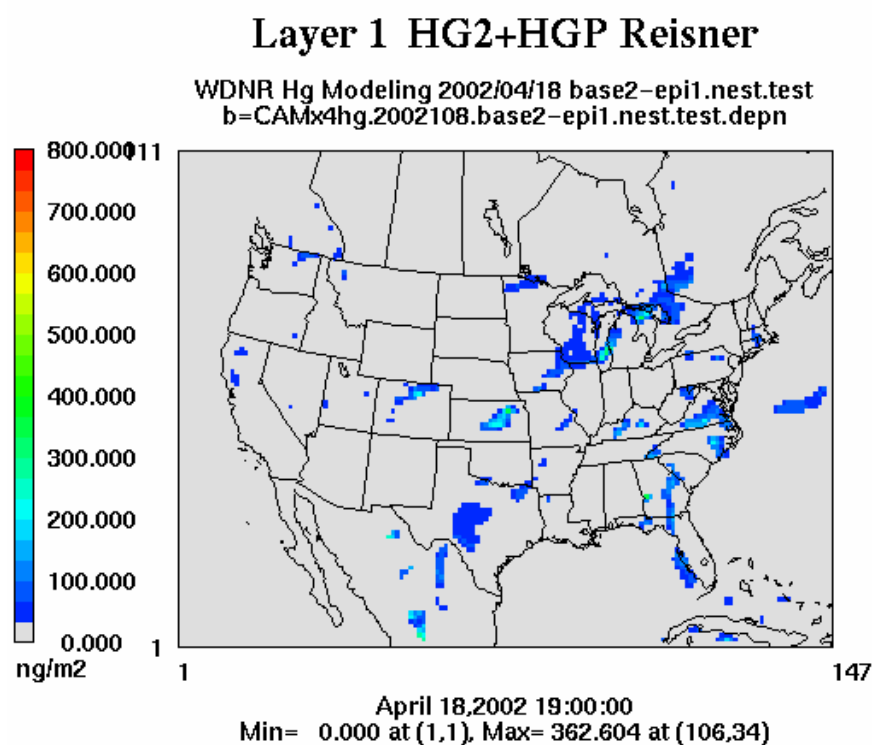 Layer 1 HG2+HGP Reisner
WDNR Hg Modeling 2002/04/18 base2-epi1.nest.test
b=CAMx4hg.2002108.base2-epi1.nest.test.depn
800.000
111
700.000
600.000
500.000
400.000
300.000
200.000
100.000
0.000
1
ng/m2
1
147
April 18,2002 19:00:00
Min= 0.000 at (1,1), Max= 362.604 at (106,34)